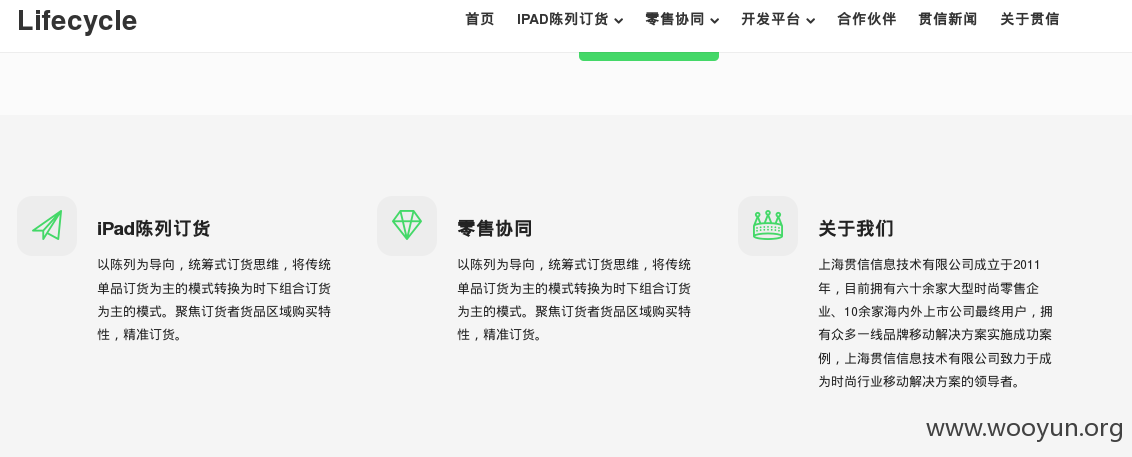 Lifecycle
首页 IPAD陈列订货 零售协同 开发平台 合作伙伴 贯信新闻 关于贯信
iPad陈列订货
以陈列为导向，统筹式订货思维，将传统
单品订货为主的模式转换为时下组合订货
为主的模式。聚焦订货者货品区域购买特
性，精准订货。
零售协同
以陈列为导向，统筹式订货思维，将传统
单品订货为主的模式转换为时下组合订货
为主的模式。聚焦订货者货品区域购买特
性，精准订货。
关于我们
上海贯信信息技术有限公司成立于2011
年，目前拥有六十余家大型时尚零售企
业、10余家海内外上市公司最终用户，拥
有众多一线品牌移动解决方案实施成功案
例，上海贯信信息技术有限公司致力于成
为时尚行业移动解决方案的领导者。
www.wooyun.org